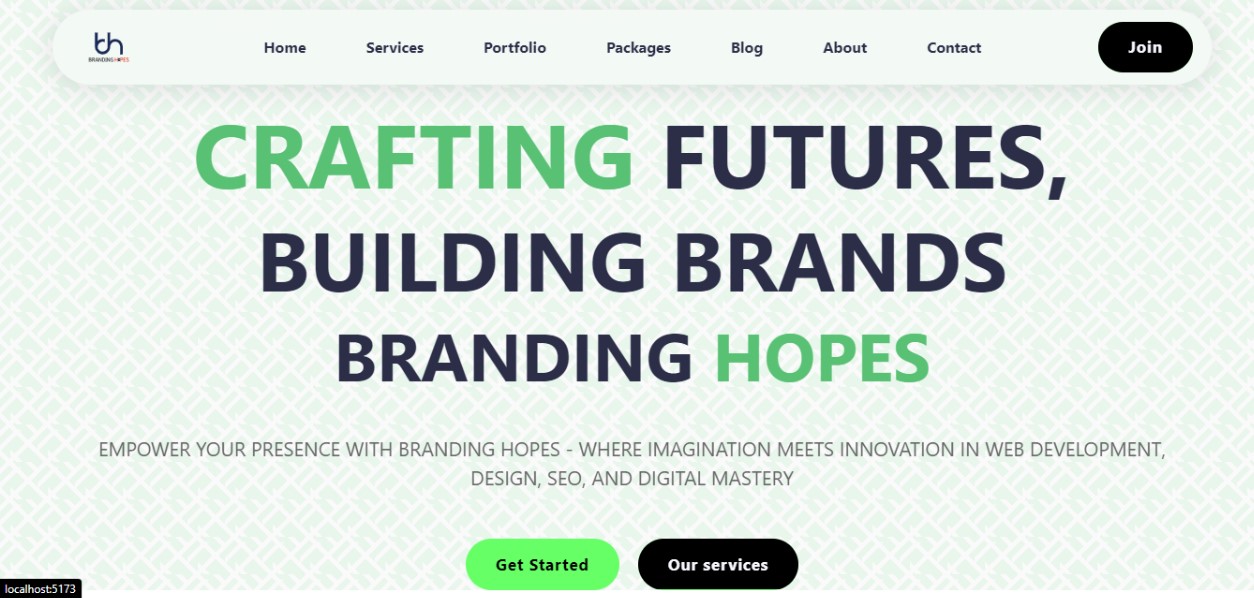 bh
BRANDING HOPES
Home
Services
Portfolio
Packages
Blog
About
Contact
Join
CRAFTING FUTURES,
BUILDING BRANDS
BRANDING HOPES
EMPOWER YOUR PRESENCE WITH BRANDING HOPES - WHERE IMAGINATION MEETS INNOVATION IN WEB DEVELOPMENT,
DESIGN, SEO, AND DIGITAL MASTERY
Get Started
Our services
localhost:5173